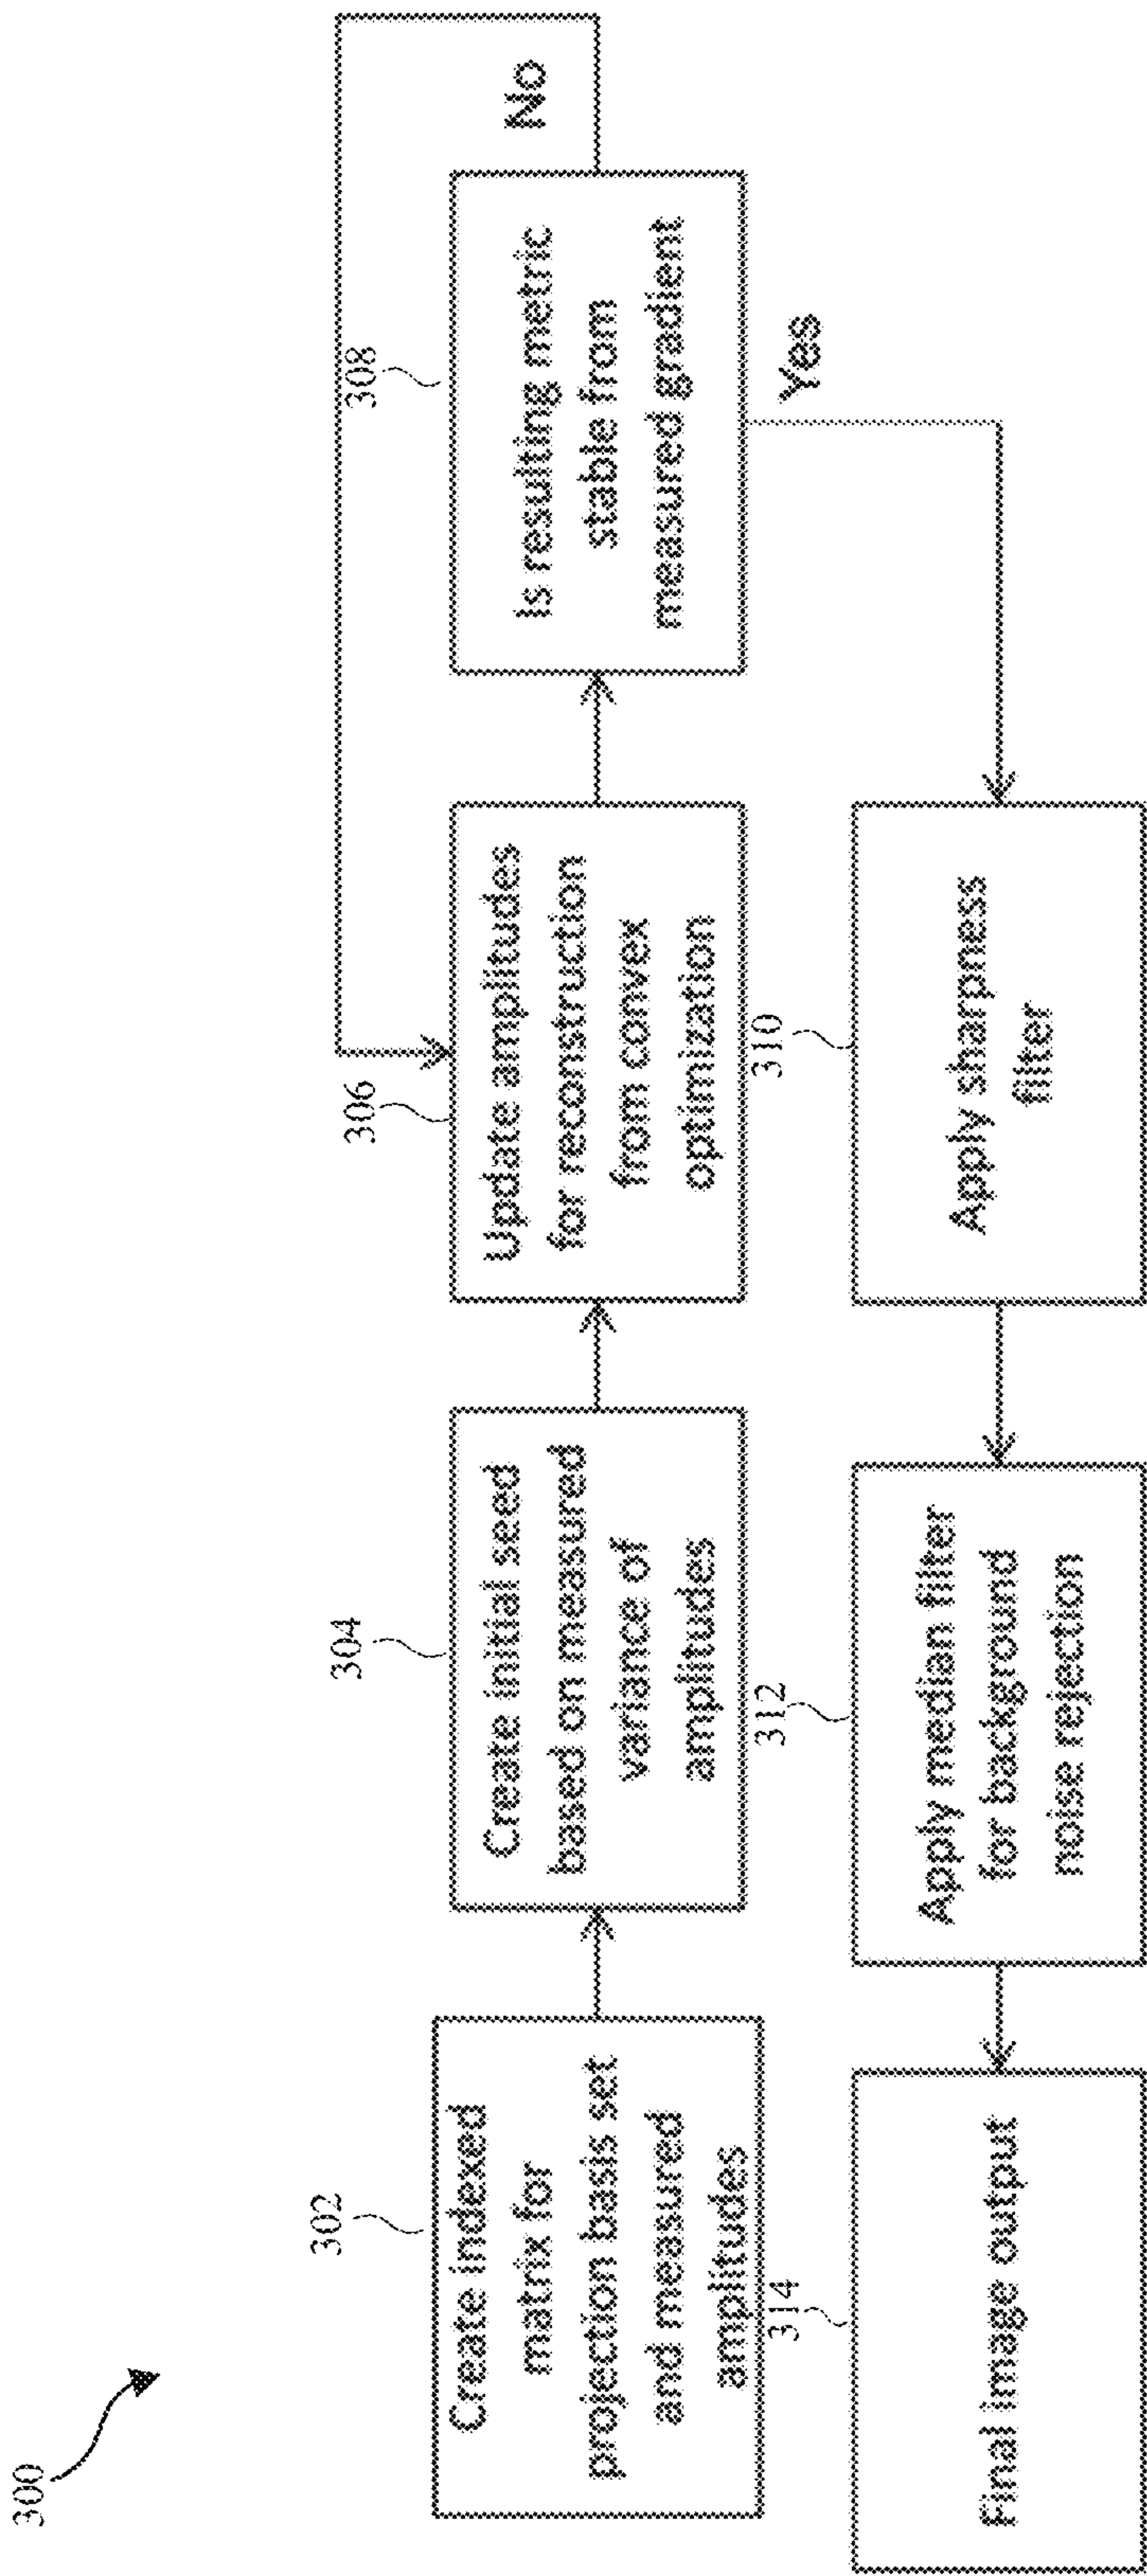 300
302
Create indexed
matrix for
projection basis set
and measured
amplitudes
304
Create initial seed
based on measured
variance of
amplitudes
306
Update amplitudes
for reconstruction
from convex
optimization
308
Is resulting metric
stable from
measured gradient
No
Yes
310
Apply sharpness
filter
312
Apply median filter
for background
noise rejection
314
Final image output